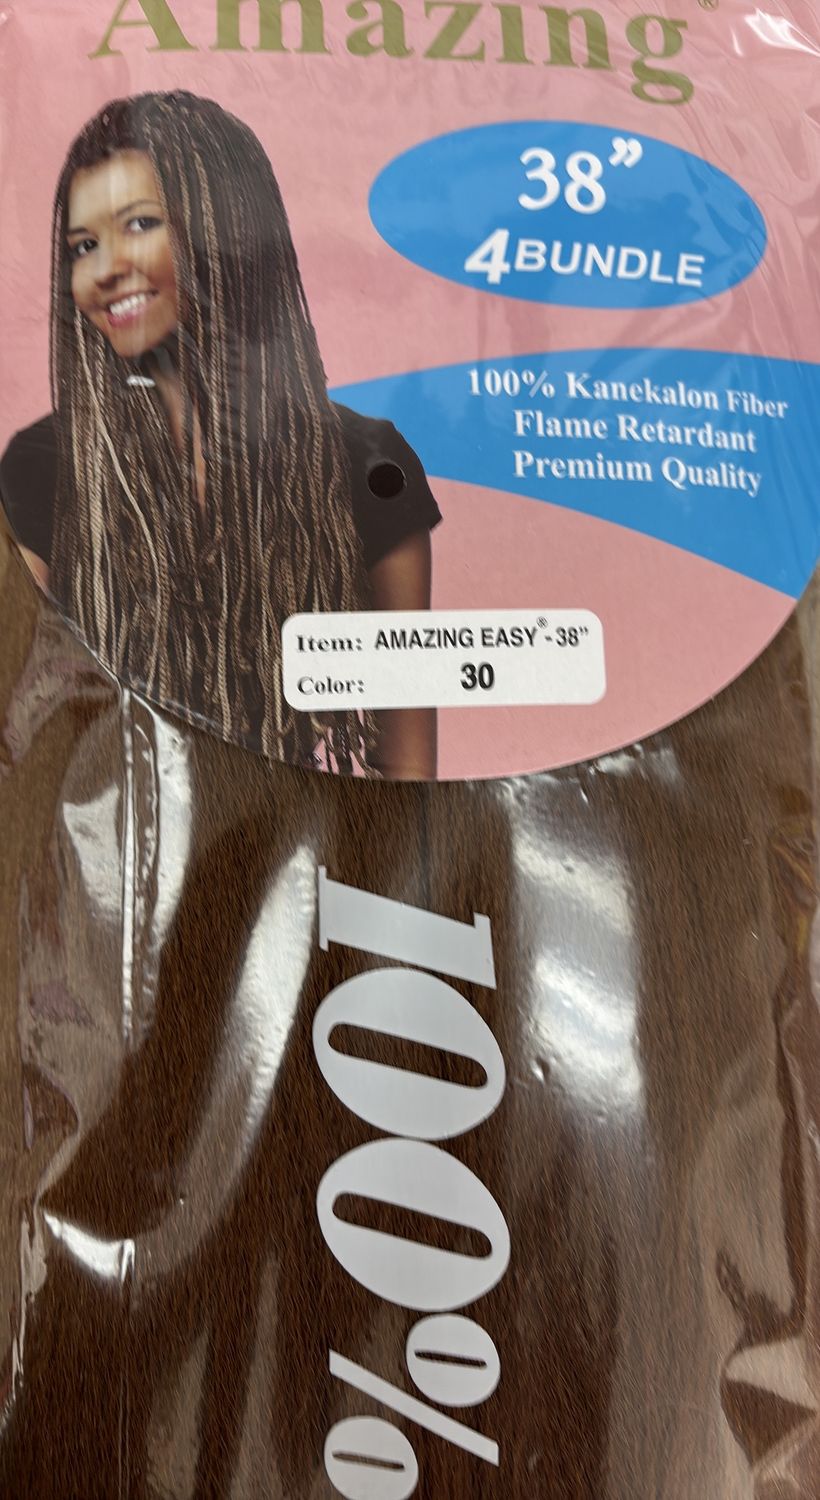 Amazing®
38”
4BUNDLE
100% Kanekalon Fiber
Flame Retardant
Premium Quality
Item: AMAZING EASY® - 38”
Color: 30
100%